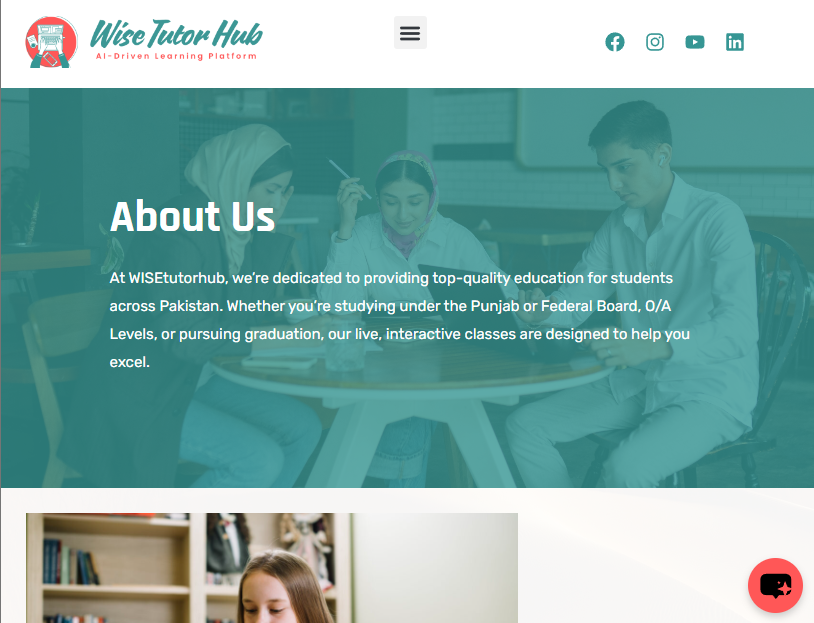 Wise Tutor Hub
AI-Driven Learning Platform
About Us
At WISEtutorhub, we're dedicated to providing top-quality education for students
across Pakistan. Whether you're studying under the Punjab or Federal Board, O/A
Levels, or pursuing graduation, our live, interactive classes are designed to help you
excel.